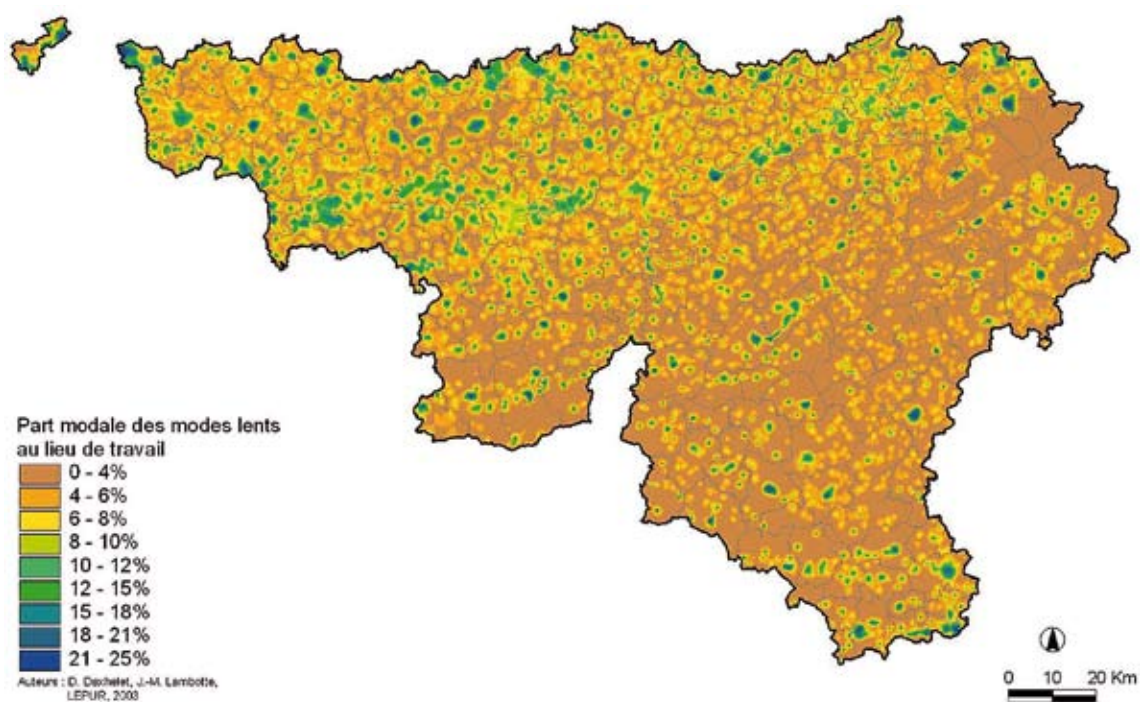 Part modale des modes lents
au lieu de travail
0 - 4%
4 - 6%
6 - 8%
8 - 10%
10 - 12%
12 - 15%
15 - 18%
18 - 21%
21 - 25%
Auteurs : D. Daxhelet, J.-M. Lambotte,
LEPUR, 2003
0 10 20 Km